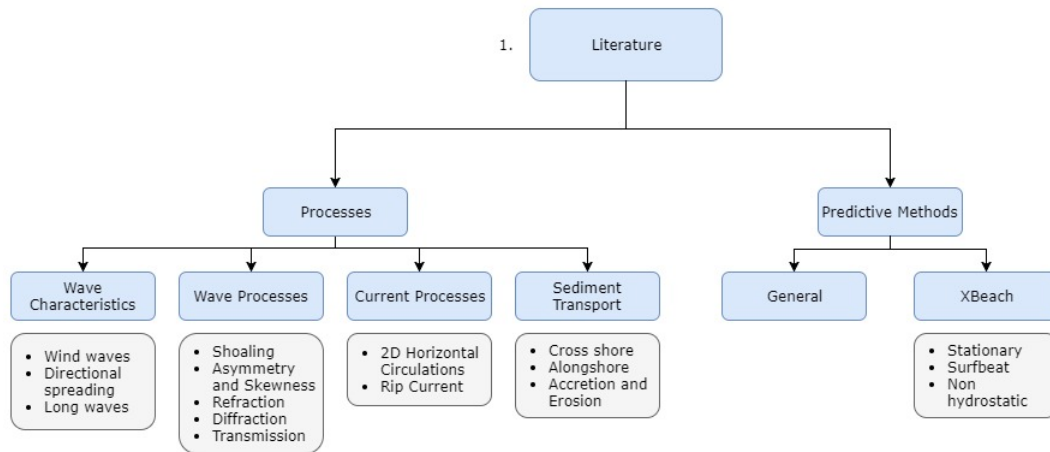 1.
Literature
Processes
Predictive Methods
Wave
Characteristics
Wave Processes
Current Processes
Sediment
Transport
General
XBeach
• Wind waves
• Directional
spreading
• Long waves
• Shoaling
• Asymmetry
and Skewness
• Refraction
• Diffraction
• Transmission
• 2D Horizontal
Circulations
• Rip Current
• Cross shore
• Alongshore
• Accretion and
Erosion
• Stationary
• Surfbeat
• Non
hydrostatic